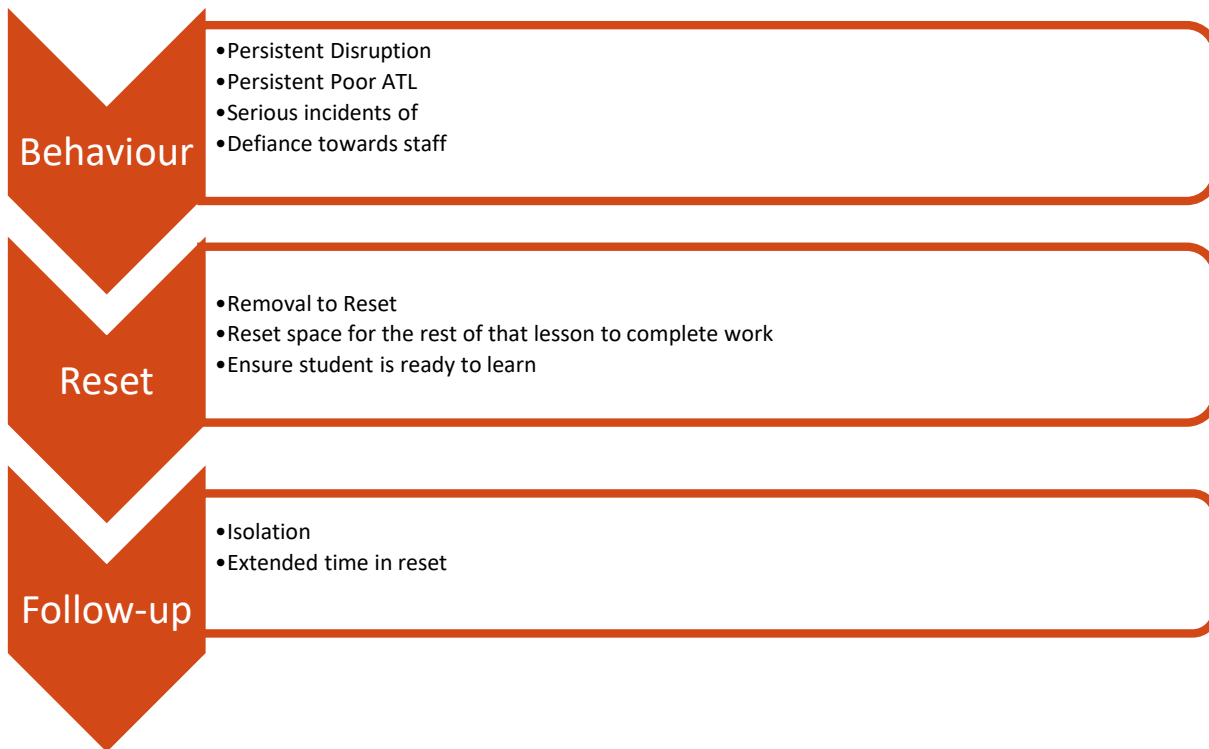 Behaviour
•Persistent Disruption
•Persistent Poor ATL
•Serious incidents of
•Defiance towards staff
Reset
•Removal to Reset
•Reset space for the rest of that lesson to complete work
•Ensure student is ready to learn
Follow-up
•Isolation
•Extended time in reset